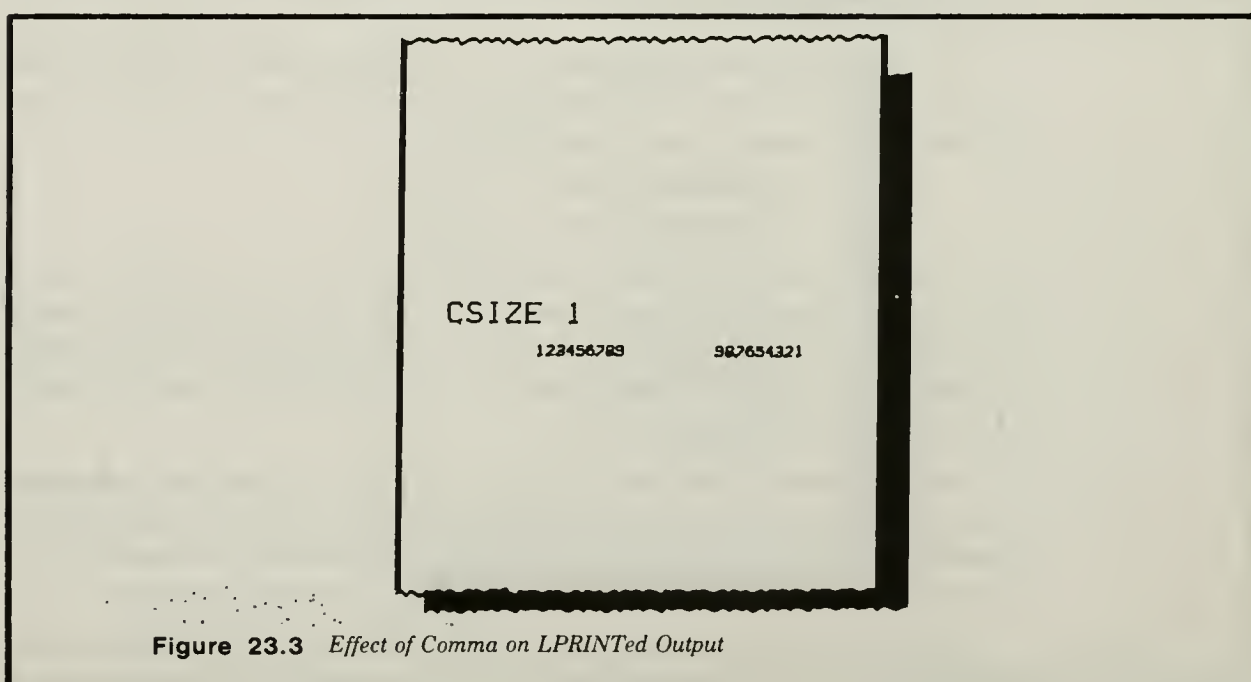 CSIZE 1
123456789 987654321
Figure 23.3 Effect of Comma on LPRINTed Output